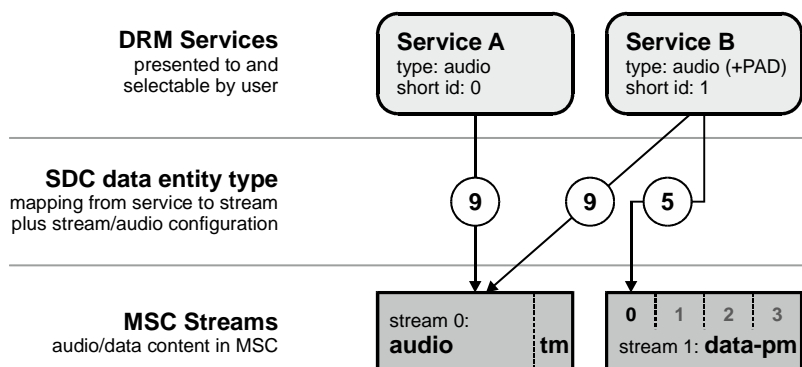 DRM Services
presented to and
selectable by user
Service A
type: audio
short id: 0
Service B
type: audio (+PAD)
short id: 1
SDC data entity type
mapping from service to stream
plus stream/audio configuration
9
9
5
MSC Streams
audio/data content in MSC
stream 0:
audio
tm
0 1 2 3
stream 1: data-pm